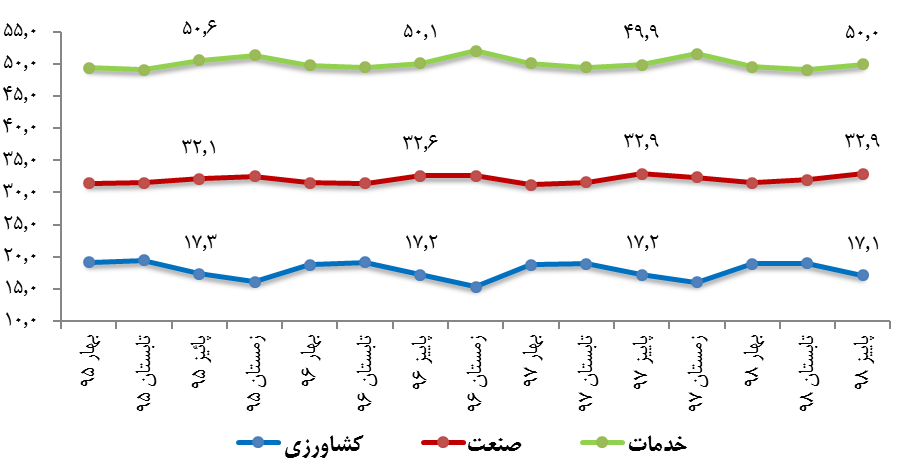 ۵۵,۰
۵۰,۰
۴۵,۰
۴۰,۰
۳۵,۰
۳۰,۰
۲۵,۰
۲۰,۰
۱۵,۰
۱۰,۰
۵۰,۶
۵۰,۱
۴۹,۹
۵۰,۰
۳۲,۱
۳۲,۶
۳۲,۹
۳۲,۹
۱۷,۳
۱۷,۲
۱۷,۲
۱۷,۱
بهار ۹۵
تابستان ۹۵
پائیز ۹۵
زمستان ۹۵
بهار ۹۶
تابستان ۹۶
پاییز ۹۶
زمستان ۹۶
بهار ۹۷
تابستان ۹۷
پاییز ۹۷
زمستان ۹۷
بهار ۹۸
تابستان ۹۸
پاییز ۹۸
کشاورزی
صنعت
خدمات